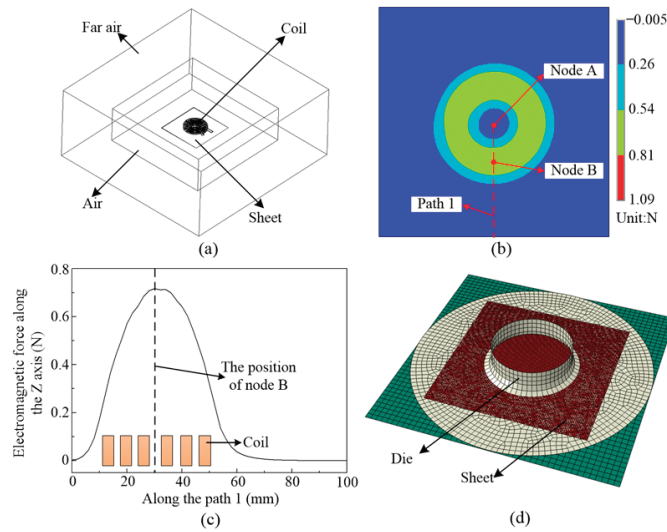 Far air
Coil
Air
Sheet
(a)
Node A
Node B
Path 1
−0.005
0.26
0.54
0.81
1.09
Unit:N
(b)
Electromagnetic force along
the Z axis (N)
0.8
0.6
0.4
0.2
0
The position
of node B
Coil
0 20 40 60 80 100
Along the path 1 (mm)
(c)
Die
Sheet
(d)